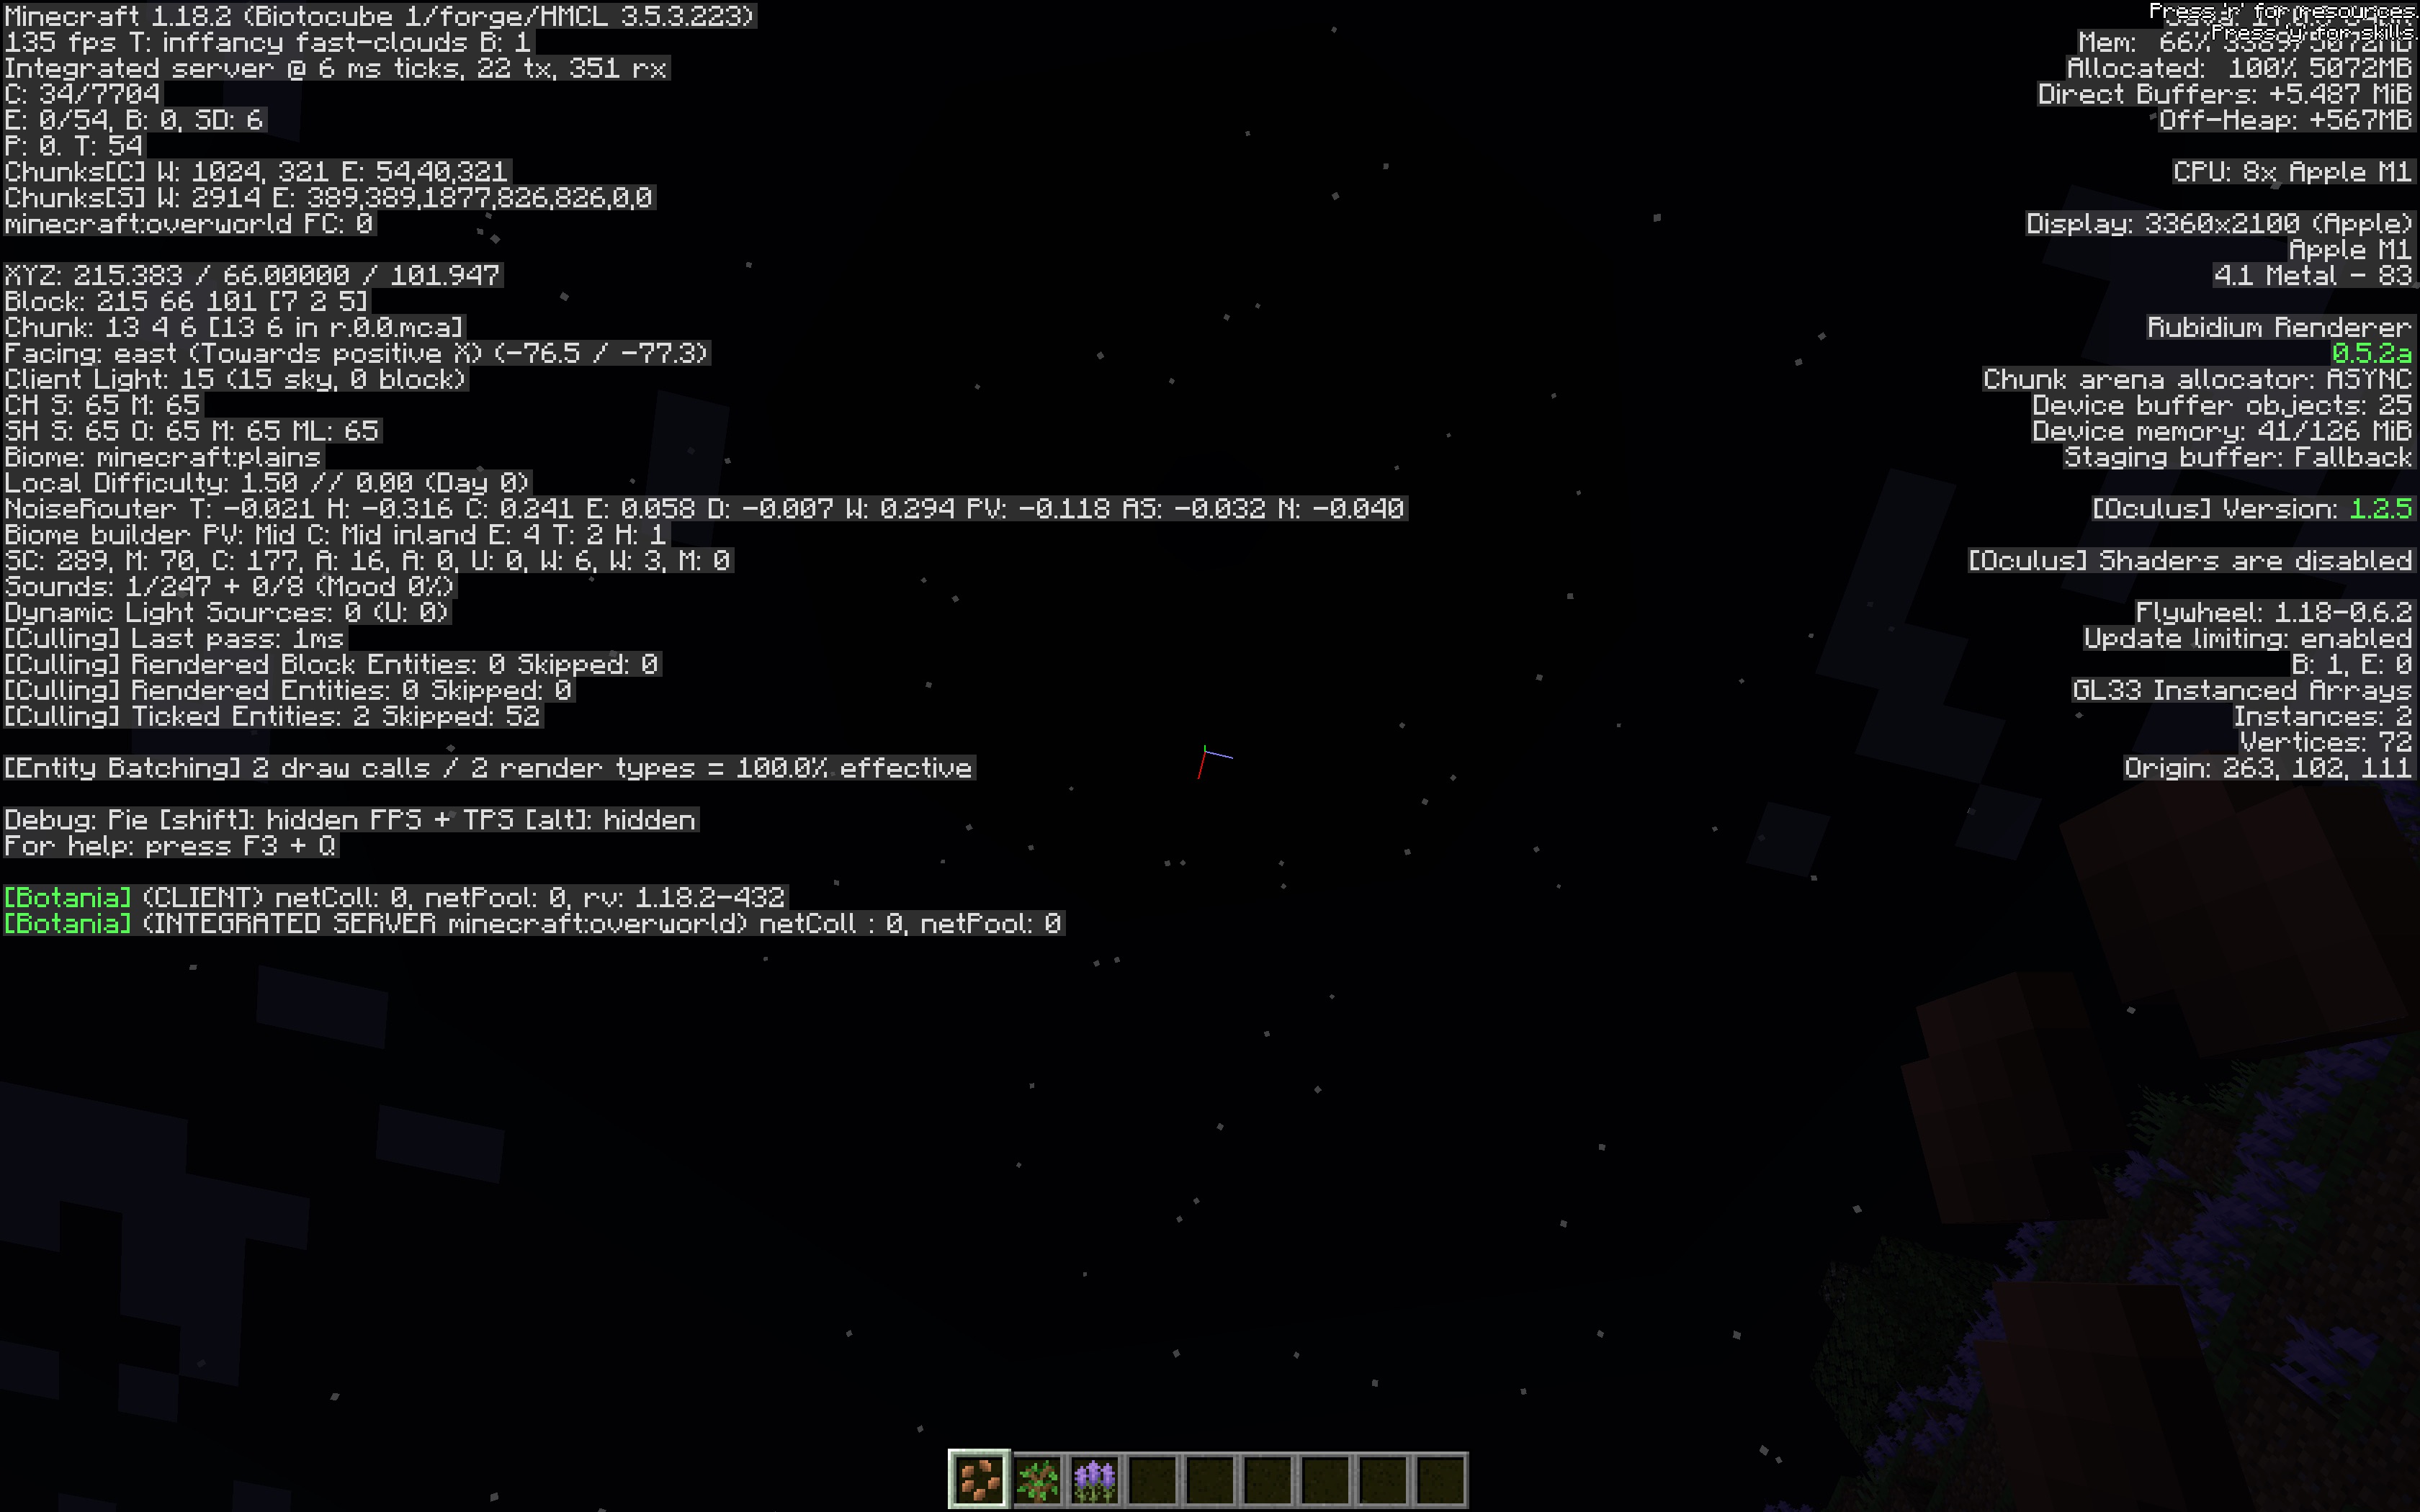 Minecraft 1.18.2 (Biotocube 1/forge/HMCL 3.5.3.223)
135 fps T: inffancy fast-clouds B: 1
Integrated server @ 6 ms ticks, 22 tx, 351 rx
C: 34/7704
E: 0/54, B: 0, SD: 6
P: 0. T: 54
Chunks[C] W: 1024, 321 E: 54,40,321
Chunks[S] W: 2914 E: 389,389,1877,826,826,0,0
minecraft:overworld FC: 0
XYZ: 215.383 / 66.00000 / 101.947
Block: 215 66 101 [7 2 5]
Chunk: 13 4 6 [13 6 in r.0.0.mca]
Facing: east (Towards positive X) (-76.5 / -77.3)
Client Light: 15 (15 sky, 0 block)
CH S: 65 M: 65
SH S: 65 O: 65 M: 65 ML: 65
Biome: minecraft:plains
Local Difficulty: 1.50 // 0.00 (Day 0)
NoiseRouter T: -0.021 H: -0.316 C: 0.241 E: 0.058 D: -0.007 W: 0.294 PV: -0.118 AS: -0.032 N: -0.040
Biome builder PV: Mid C: Mid inland E: 4 T: 2 H: 1
SC: 289, M: 70, C: 177, A: 16, A: 0, U: 0, W: 6, W: 3, M: 0
Sounds: 1/247 + 0/8 (Mood 0%)
Dynamic Light Sources: 0 (U: 0)
[Culling] Last pass: 1ms
[Culling] Rendered Block Entities: 0 Skipped: 0
[Culling] Rendered Entities: 0 Skipped: 0
[Culling] Ticked Entities: 2 Skipped: 52
[Entity Batching] 2 draw calls / 2 render types = 100.0% effective
Debug: Pie [shift]: hidden FPS + TPS [alt]: hidden
For help: press F3 + Q
[Botania] (CLIENT) netColl: 0, netPool: 0, rv: 1.18.2-432
[Botania] (INTEGRATED SERVER minecraft:overworld) netColl : 0, netPool: 0
Press 'r' for resources.
Press 'y' for skills.
Mem: 66% 3389/5072MB
Allocated: 100% 5072MB
Direct Buffers: +5.487 MiB
Off-Heap: +567MB
CPU: 8x Apple M1
Display: 3360x2100 (Apple)
Apple M1
4.1 Metal - 83
Rubidium Renderer
0.5.2a
Chunk arena allocator: ASYNC
Device buffer objects: 25
Device memory: 41/126 MiB
Staging buffer: Fallback
[Oculus] Version: 1.2.5
[Oculus] Shaders are disabled
Flywheel: 1.18-0.6.2
Update limiting: enabled
B: 1, E: 0
GL33 Instanced Arrays
Instances: 2
Vertices: 72
Origin: 263, 102, 111